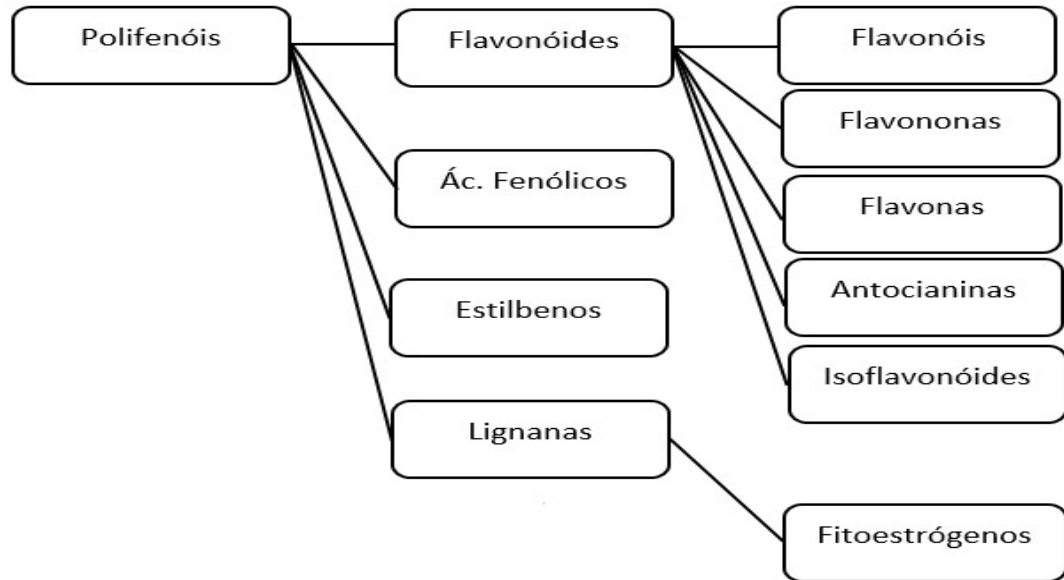 Polifenóis
Flavonóides
Flavonóis
Flavononas
Ác. Fenólicos
Flavonas
Estilbenos
Antocianinas
Isoflavonóides
Lignanas
Fitoestrógenos